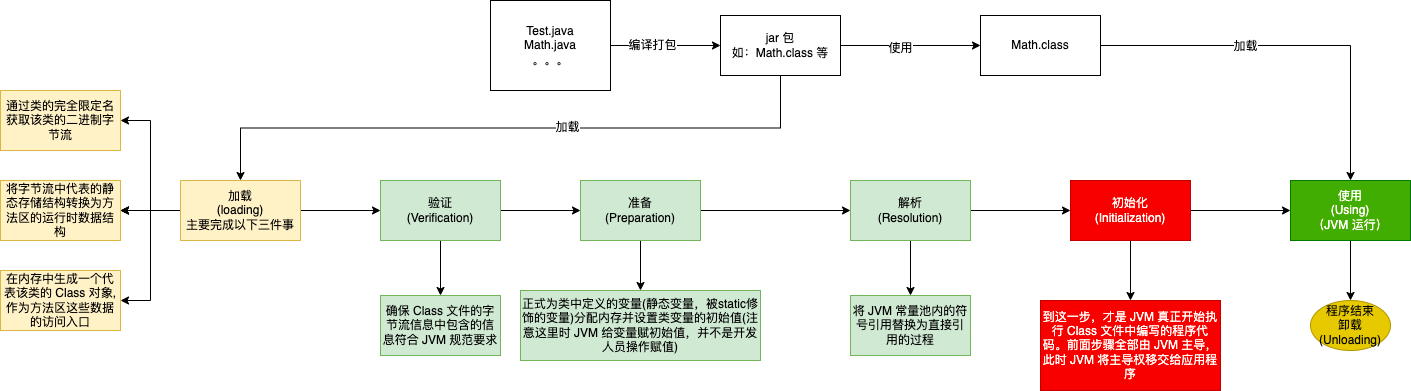 Test.java
Math.java
。。。
编译打包
jar 包
如：Math.class 等
使用
Math.class
加载
加载
通过类的完全限定名
获取该类的二进制字
节流
将字节流中代表的静
态存储结构转换为方
法区的运行时数据结
构
在内存中生成一个代
表该类的 Class 对象,
作为方法区这些数据
的访问入口
加载
(loading)
主要完成以下三件事
验证
(Verification)
准备
(Preparation)
解析
(Resolution)
初始化
(Initialization)
使用
(Using)
（JVM 运行）
确保 Class 文件的字
节流信息中包含的信
息符合 JVM 规范要求
正式为类中定义的变量(静态变量，被static修
饰的变量)分配内存并设置类变量的初始值(注
意这里时 JVM 给变量赋初始值，并不是开发
人员操作赋值)
将 JVM 常量池内的符
号引用替换为直接引
用的过程
到这一步，才是 JVM 真正开始执
行 Class 文件中编写的程序代
码。前面步骤全部由 JVM 主导，
此时 JVM 将主导权移交给应用程
序
程序结束
卸载
(Unloading)